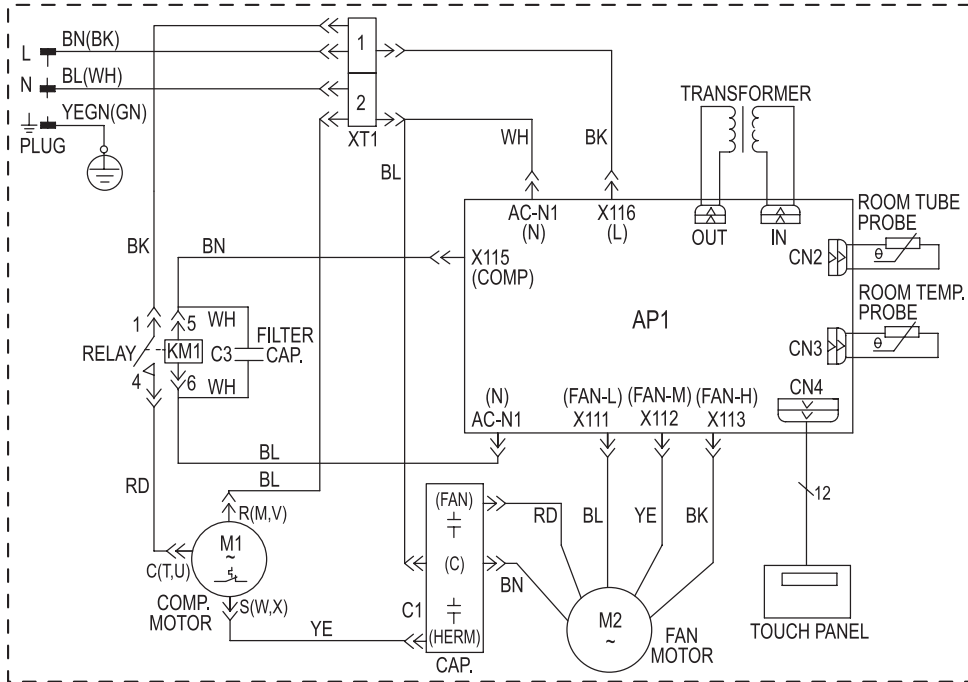 L
BN(BK)
N
BL(WH)
YEGN(GN)
PLUG
1
2
XT1
BL
WH
BK
TRANSFORMER
OUT
IN
AC-N1
(N)
X116
(L)
ROOM TUBE
PROBE
CN2
θ
ROOM TEMP.
PROBE
CN3
θ
BK
BN
X115
(COMP)
AP1
1
5
WH
RELAY
KM1
C3
FILTER
CAP.
4
6
WH
CN4
(N)
AC-N1
(FAN-L)
X111
(FAN-M)
X112
(FAN-H)
X113
BL
BL
RD
R(M,V)
M1
~
C(T,U)
S(W,X)
COMP.
MOTOR
YE
(FAN)
(C)
C1
(HERM)
CAP.
RD
BL
YE
BK
BN
M2
~
FAN
MOTOR
12
TOUCH PANEL